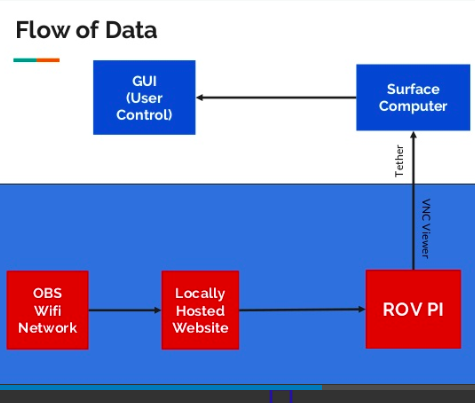 Flow of Data
GUI
(User
Control)
Surface
Computer
Tether
VNC Viewer
OBS
Wifi
Network
Locally
Hosted
Website
ROV PI